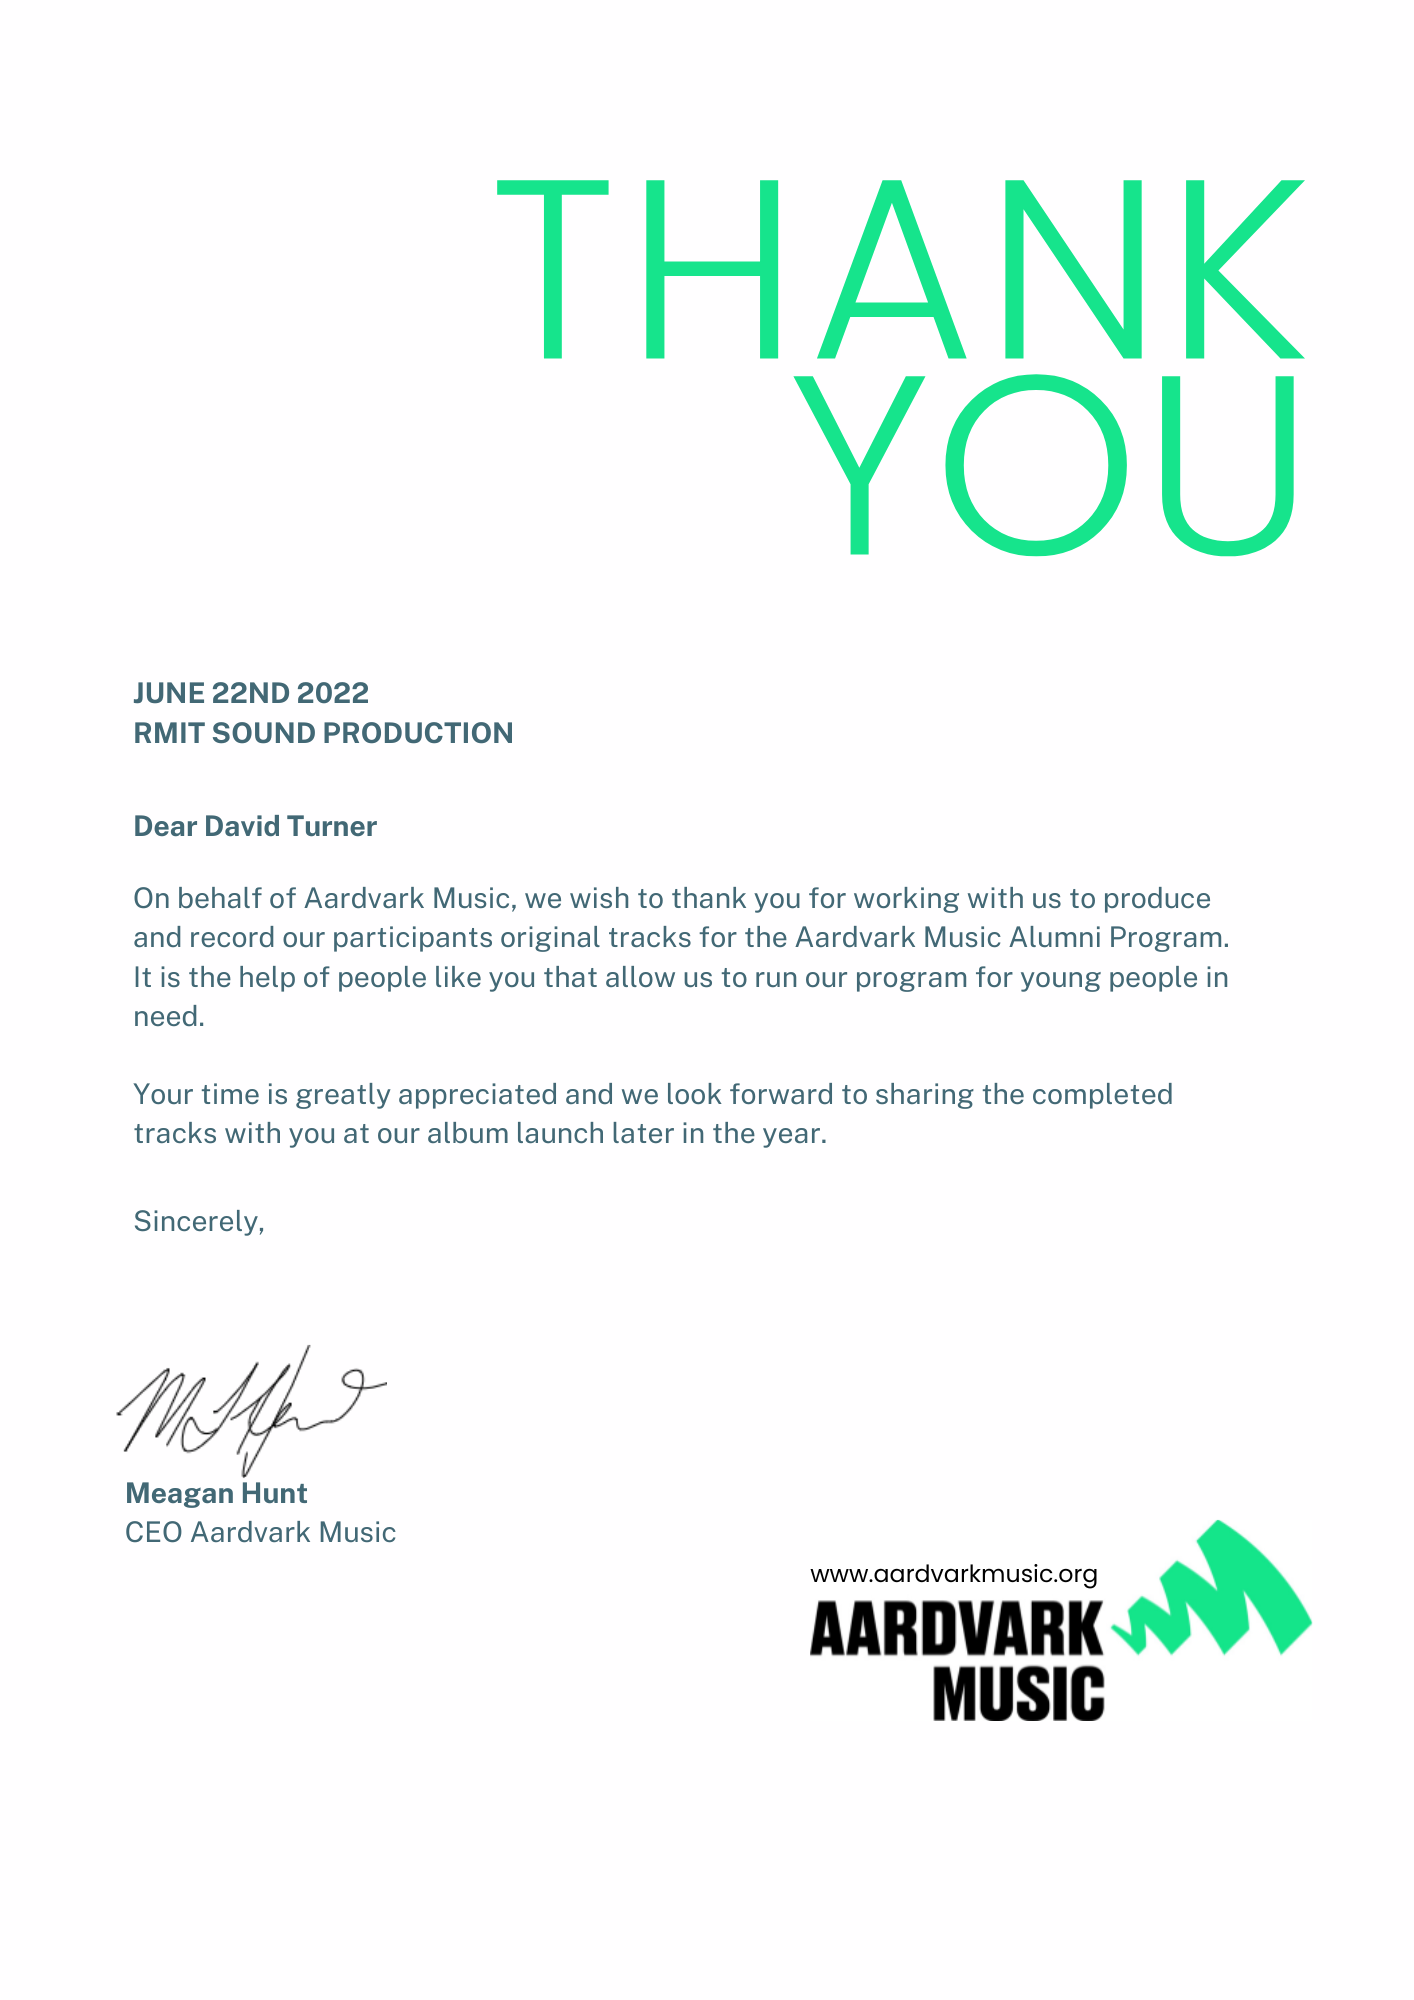 THANK
YOU
JUNE 22ND 2022
RMIT SOUND PRODUCTION
Dear David Turner
On behalf of Aardvark Music, we wish to thank you for working with us to produce
and record our participants original tracks for the Aardvark Music Alumni Program.
It is the help of people like you that allow us to run our program for young people in
need.
Your time is greatly appreciated and we look forward to sharing the completed
tracks with you at our album launch later in the year.
Sincerely,
Meagan Hunt
CEO Aardvark Music
www.aardvarkmusic.org
AARDVARK
MUSIC